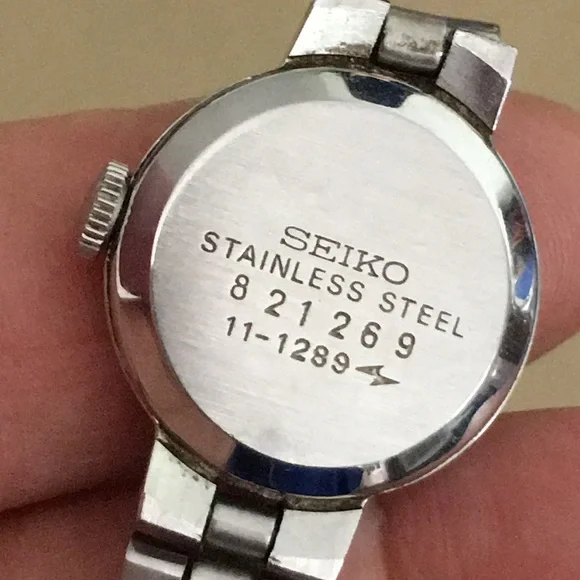 SEIKO
STAINLESS STEEL
821269
11-1289